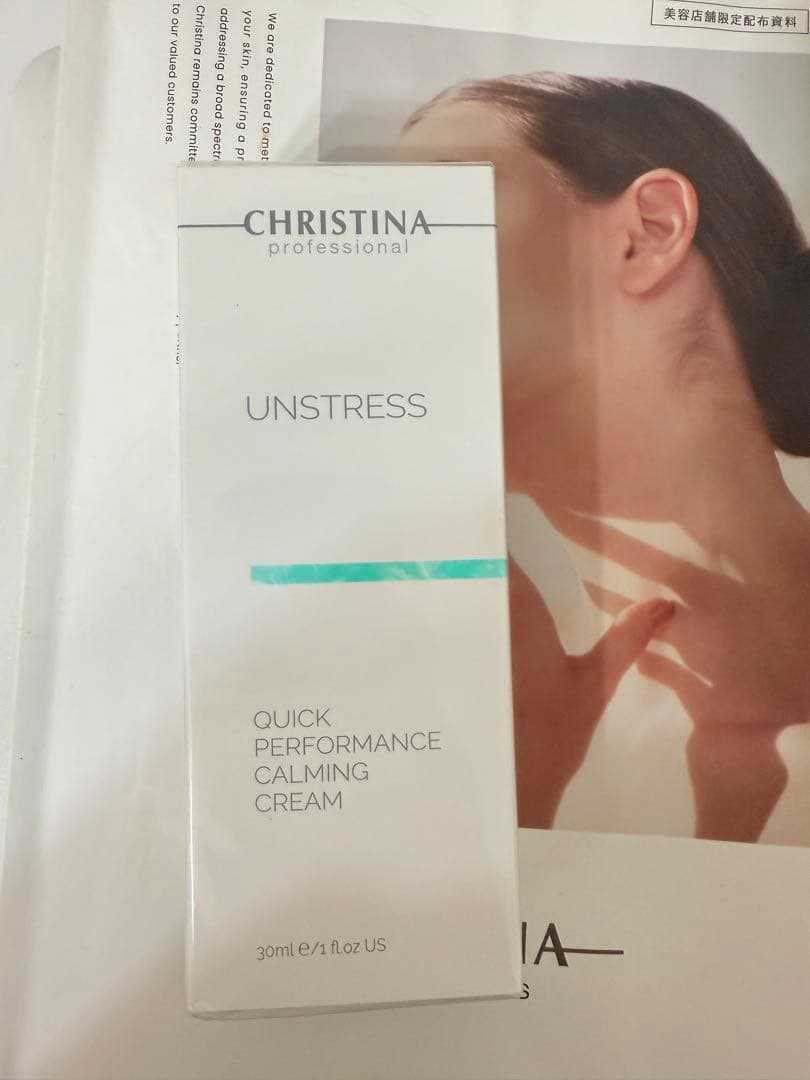 美容店舗限定配布資料
We are dedicated to
your skin, ensuring a
addressing a broad
Christina remains
to our valued customers.
CHRISTINA
professional
UNSTRESS
QUICK
PERFORMANCE
CALMING
CREAM
30ml ℮/1 fl.oz US